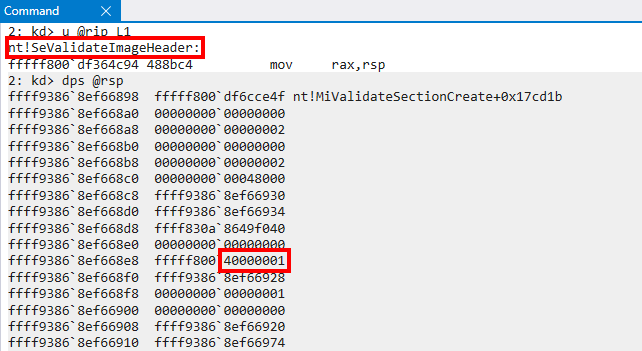 Command
2: kd> u @rip L1
nt!SeValidateImageHeader:
fffff800`df364c94 488bc4          mov     rax,rsp
2: kd> dps @rsp
ffff9386`8ef66898  fffff800`df6cce4f nt!MiValidateSectionCreate+0x17cd1b
ffff9386`8ef668a0  00000000`00000000
ffff9386`8ef668a8  00000000`00000002
ffff9386`8ef668b0  00000000`00000000
ffff9386`8ef668b8  00000000`00000002
ffff9386`8ef668c0  00000000`00048000
ffff9386`8ef668c8  ffff9386`8ef66930
ffff9386`8ef668d0  ffff9386`8ef66934
ffff9386`8ef668d8  ffff830a`8649f040
ffff9386`8ef668e0  00000000`00000000
ffff9386`8ef668e8  fffff800`40000001
ffff9386`8ef668f0  ffff9386`8ef66928
ffff9386`8ef668f8  00000000`00000001
ffff9386`8ef66900  00000000`00000000
ffff9386`8ef66908  ffff9386`8ef66920
ffff9386`8ef66910  ffff9386`8ef66974